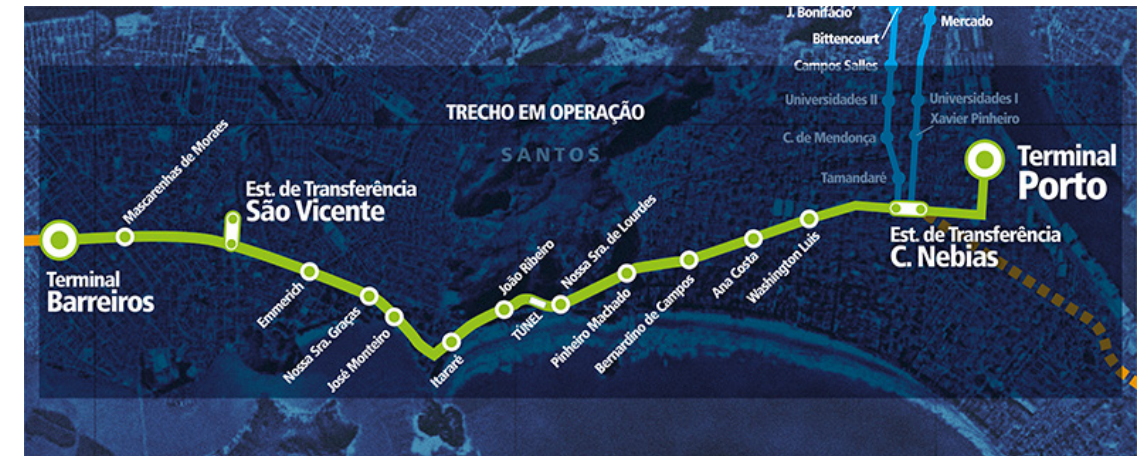 J. Bonifácio
Mercado
Bittencourt
Campos Salles
TRECHO EM OPERAÇÃO
Universidades II
Universidades I
Xavier Pinheiro
SANTOS
C. de Mendonça
Tamandaré
Terminal
Porto
Mascarenhas de Moraes
Est. de Transferência
São Vicente
Terminal
Barreiros
Emmerich
Nossa Sra. Graças
José Monteiro
Itararé
João Ribeiro
TÚNEL
Nossa Sra. de Lourdes
Pinheiro Machado
Bernardino de Campos
Ana Costa
Washington Luis
Est. de Transferência
C. Nebias